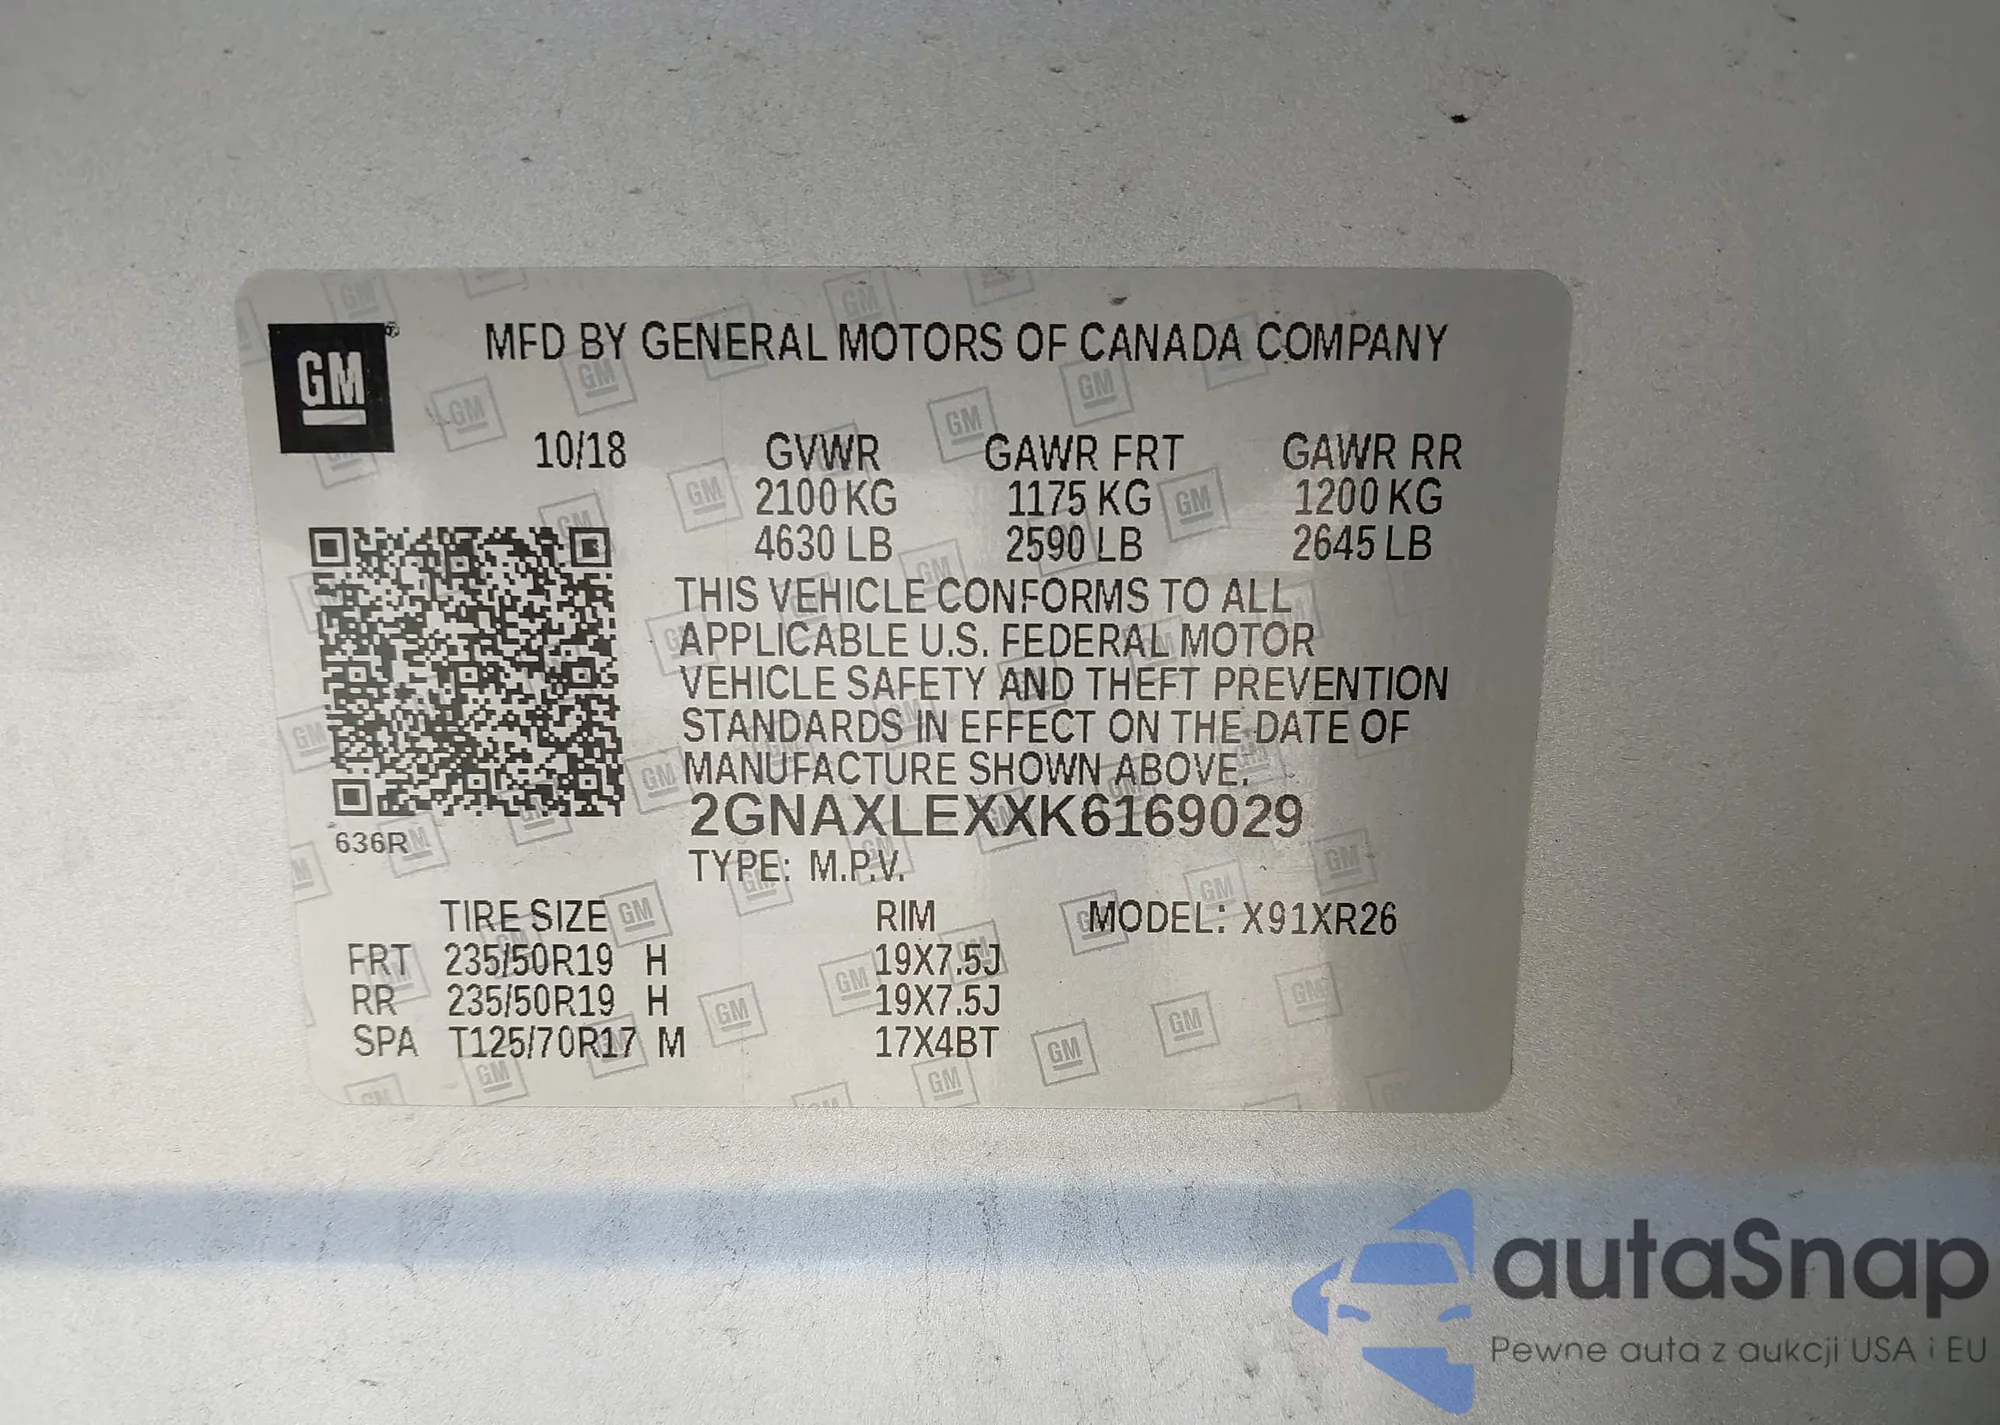 GM
MFD BY GENERAL MOTORS OF CANADA COMPANY
10/18 GVWR GAWR FRT GAWR RR
2100 KG 1175 KG 1200 KG
4630 LB 2590 LB 2645 LB
THIS VEHICLE CONFORMS TO ALL
APPLICABLE U.S. FEDERAL MOTOR
VEHICLE SAFETY AND THEFT PREVENTION
STANDARDS IN EFFECT ON THE DATE OF
MANUFACTURE SHOWN ABOVE.
2GNAXLEXXK6169029
636R
TYPE: M.P.V.
TIRE SIZE RIM MODEL: X91XR26
FRT 235/50R19 H 19X7.5J
RR 235/50R19 H 19X7.5J
SPA T125/70R17 M 17X4BT
autaSnap
Pewne auta z aukcji USA i EU